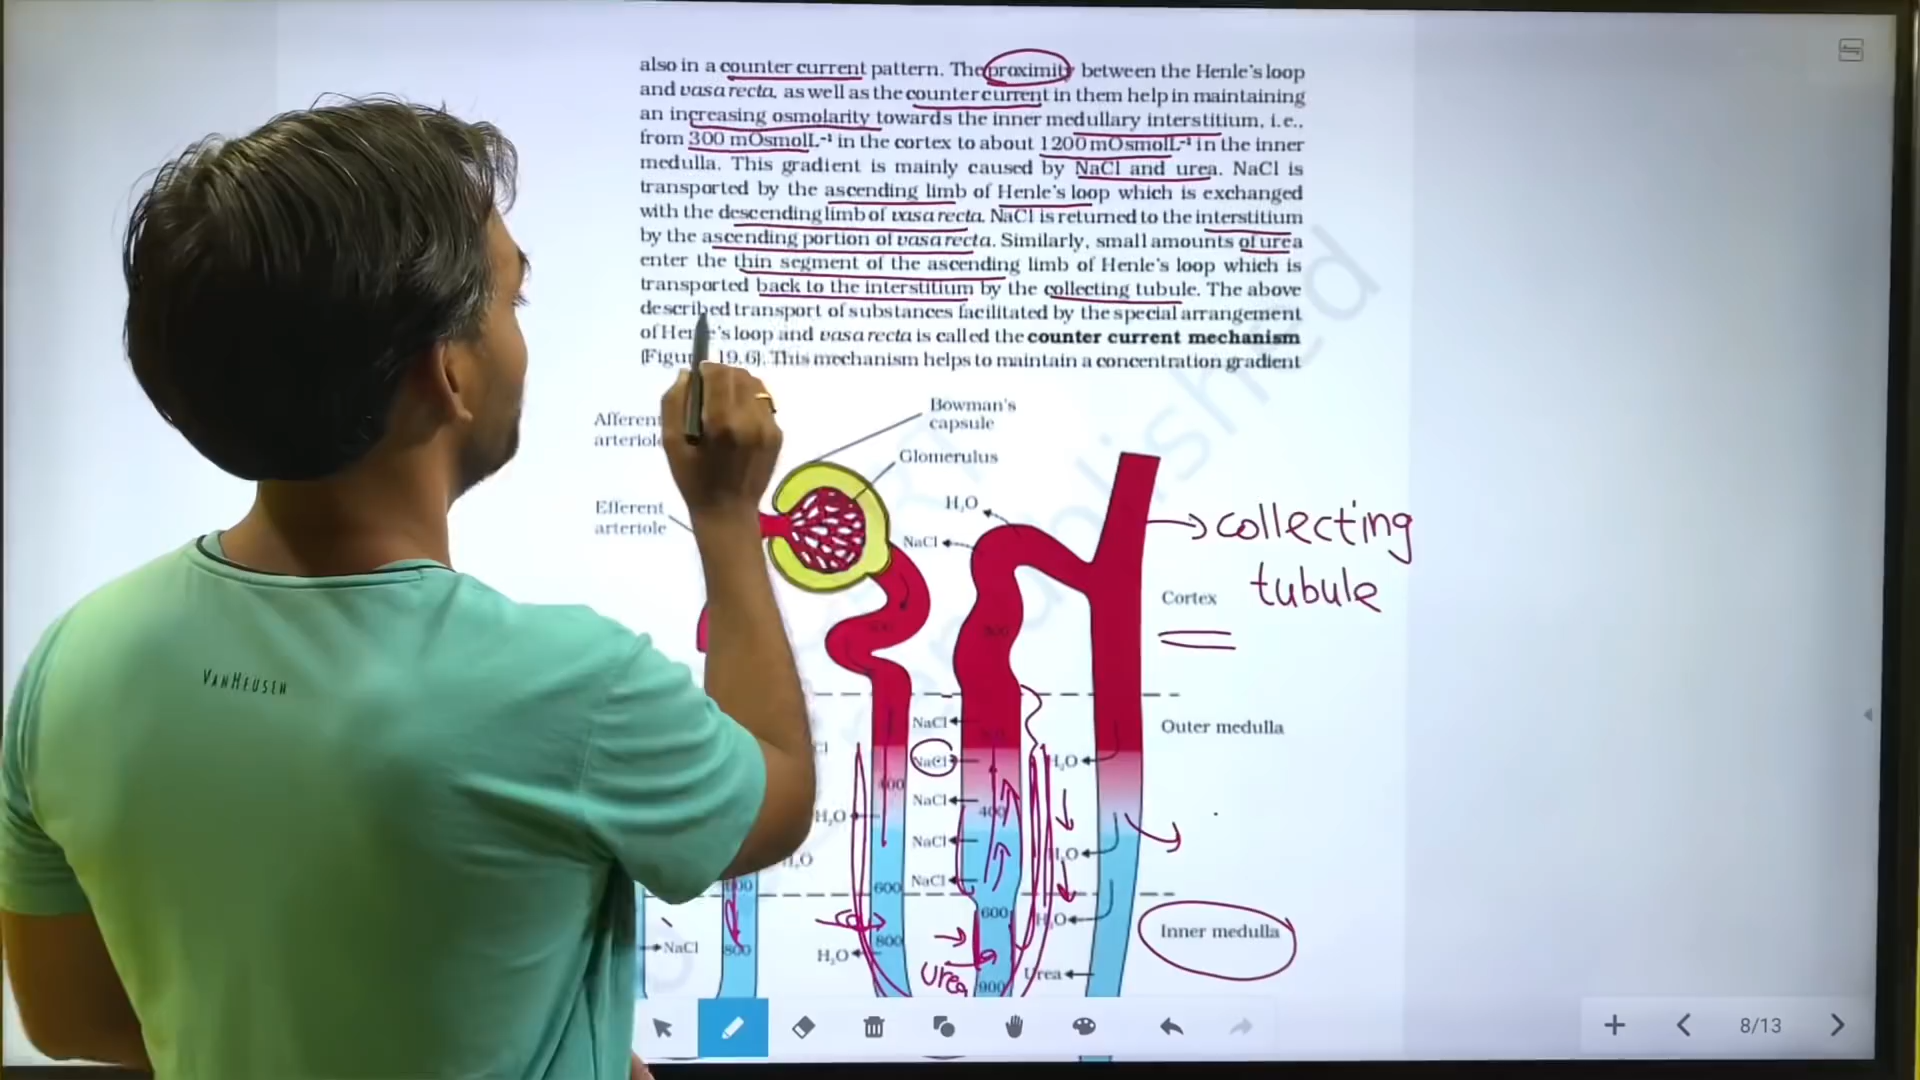 also in a counter current pattern. The proximity between the Henle's loop
and vasa recta, as well as the counter current in them help in maintaining
an increasing osmolarity towards the inner medullary interstitium, i.e.,
from 300 mOsmolL⁻¹ in the cortex to about 1200 mOsmolL⁻¹ in the inner
medulla. This gradient is mainly caused by NaCl and urea. NaCl is
transported by the ascending limb of Henle's loop which is exchanged
with the descending limb of vasa recta. NaCl is returned to the interstitium
by the ascending portion of vasa recta. Similarly, small amounts of urea
enter the thin segment of the ascending limb of Henle's loop which is
transported back to the interstitium by the collecting tubule. The above
described transport of substances facilitated by the special arrangement
of Henle's loop and vasa recta is called the counter current mechanism
19.6). This mechanism helps to maintain a concentration gradient
Bowman's
capsule
Afferent
arteriole
Glomerulus
Efferent
arteriole
H₂O
NaCl
collecting
tubule
Cortex
300
NaCl
Outer medulla
NaCl
H₂O
400
NaCl
400
H₂O
NaCl
H₂O
H₂O
600
NaCl
600
600
H₂O
Inner medulla
NaCl
800
800
H₂O
Urea
900
Urea
VANHEUSEN
8/13